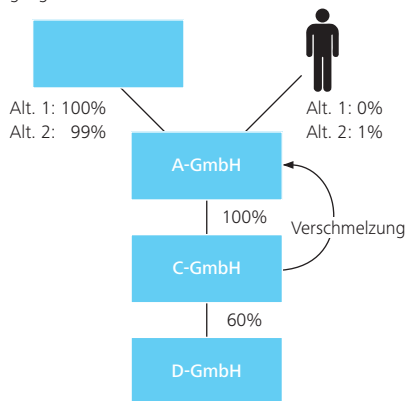 Alt. 1: 100%
Alt. 2: 99%
Alt. 1: 0%
Alt. 2: 1%
A-GmbH
100%
Verschmelzung
C-GmbH
60%
D-GmbH